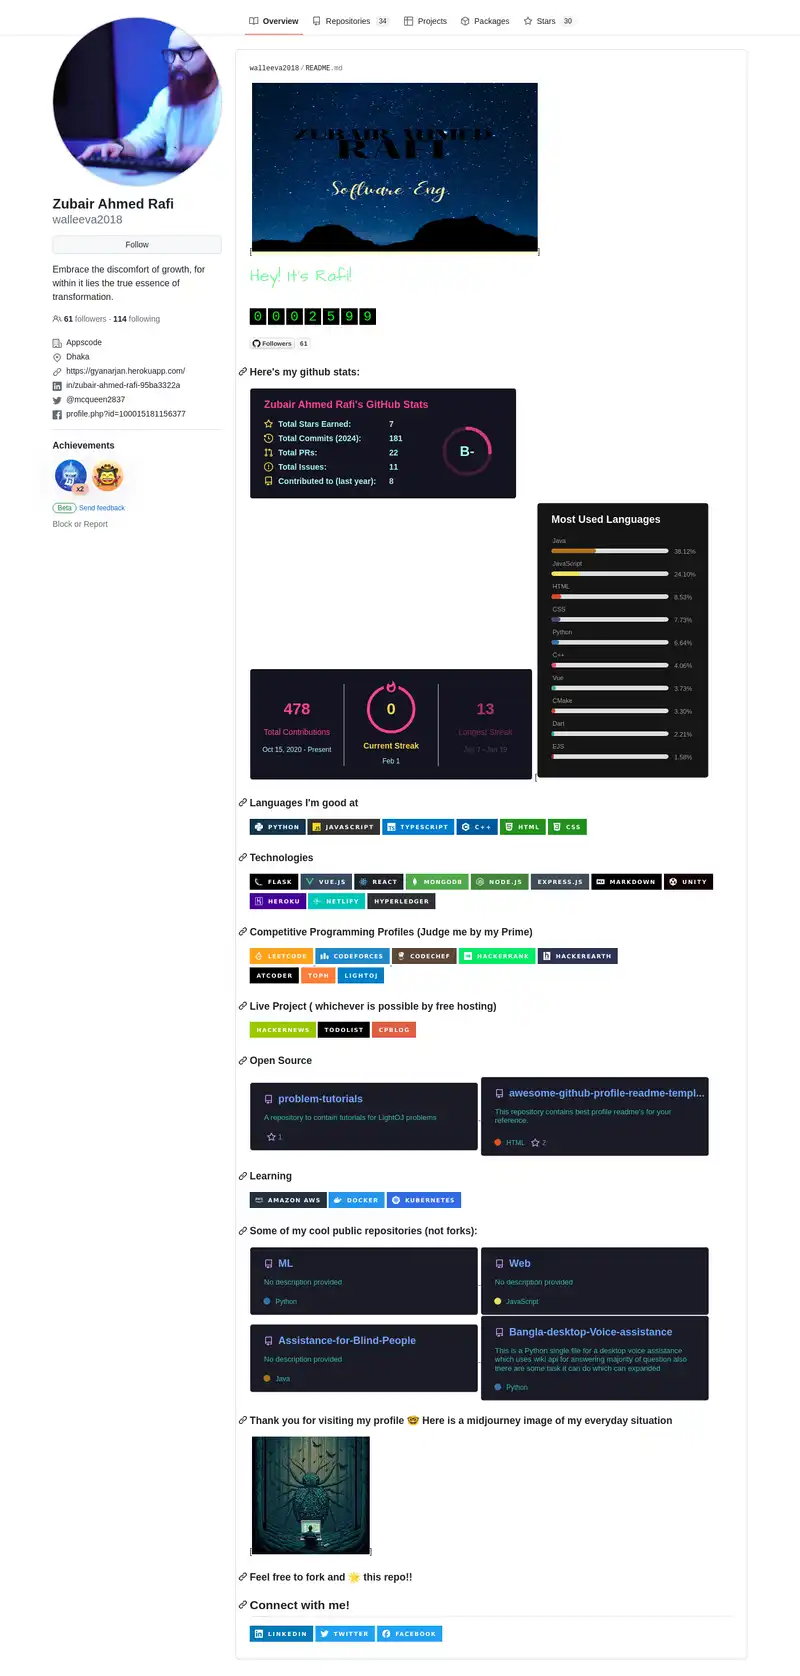 Overview
Repositories 34
Projects
Packages
Stars 30
Zubair Ahmed Rafi
walleeva2018
Follow
Embrace the discomfort of growth, for
within it lies the true essence of
transformation.
61 followers · 114 following
Appscode
Dhaka
https://gyanarjan.herokuapp.com/
in/zubair-ahmed-rafi-95ba3322a
@mcqueen2837
profile.php?id=100015181156377
Achievements
x2
Beta Send feedback
Block or Report
walleeva2018/README.md
ZUBAIR AHMED
RAFI
Software Eng.
[ ]
Hey! It's Rafi!
0002599
Followers 61
Here's my github stats:
Zubair Ahmed Rafi's GitHub Stats
Total Stars Earned: 7
Total Commits (2024): 181
Total PRs: 22
Total Issues: 11
Contributed to (last year): 8
B-
478
Total Contributions
Oct 15, 2020 - Present
0
Current Streak
Feb 1
13
Longest Streak
[
Most Used Languages
Java
38.12%
JavaScript
24.10%
HTML
8.53%
CSS
7.73%
Python
6.64%
C++
4.06%
Vue
3.73%
CMake
3.30%
Dart
2.21%
EJS
1.58%
Languages I'm good at
PYTHON JAVASCRIPT TYPESCRIPT C++ HTML CSS
Technologies
FLASK VUE.JS REACT MONGODB NODE.JS EXPRESS.JS MARKDOWN UNITY
HEROKU NETLIFY HYPERLEDGER
Competitive Programming Profiles (Judge me by my Prime)
LEETCODE CODEFORCES CODECHEF HACKERRANK HACKEREARTH
ATCODER TOPH LIGHTOJ
Live Project ( whichever is possible by free hosting)
HACKERNEWS TODOLIST CPBLOG
Open Source
problem-tutorials
A repository to contain tutorials for LightOJ problems
1
awesome-github-profile-readme-templ...
This repository contains best profile readme's for your
reference.
HTML 2
Learning
AMAZON AWS DOCKER KUBERNETES
Some of my cool public repositories (not forks):
ML
No description provided
Python
Web
No description provided
JavaScript
Assistance-for-Blind-People
No description provided
Java
Bangla-desktop-Voice-assistance
This is a Python single file for a desktop voice assistance
which uses wiki api for answering majority of question also
there are some task it can do which can expanded
Python
Thank you for visiting my profile 🤓 Here is a midjourney image of my everyday situation
[ ]
Feel free to fork and 🌟 this repo!!
Connect with me!
LINKEDIN TWITTER FACEBOOK